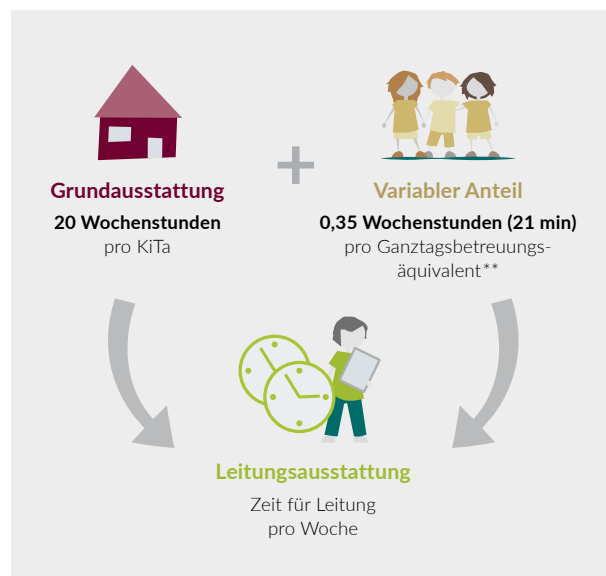 +
Grundausstattung
20 Wochenstunden
pro KiTa
Variabler Anteil
0,35 Wochenstunden (21 min)
pro Ganztagsbetreuungs-
äquivalent**
Leitungsausstattung
Zeit für Leitung
pro Woche